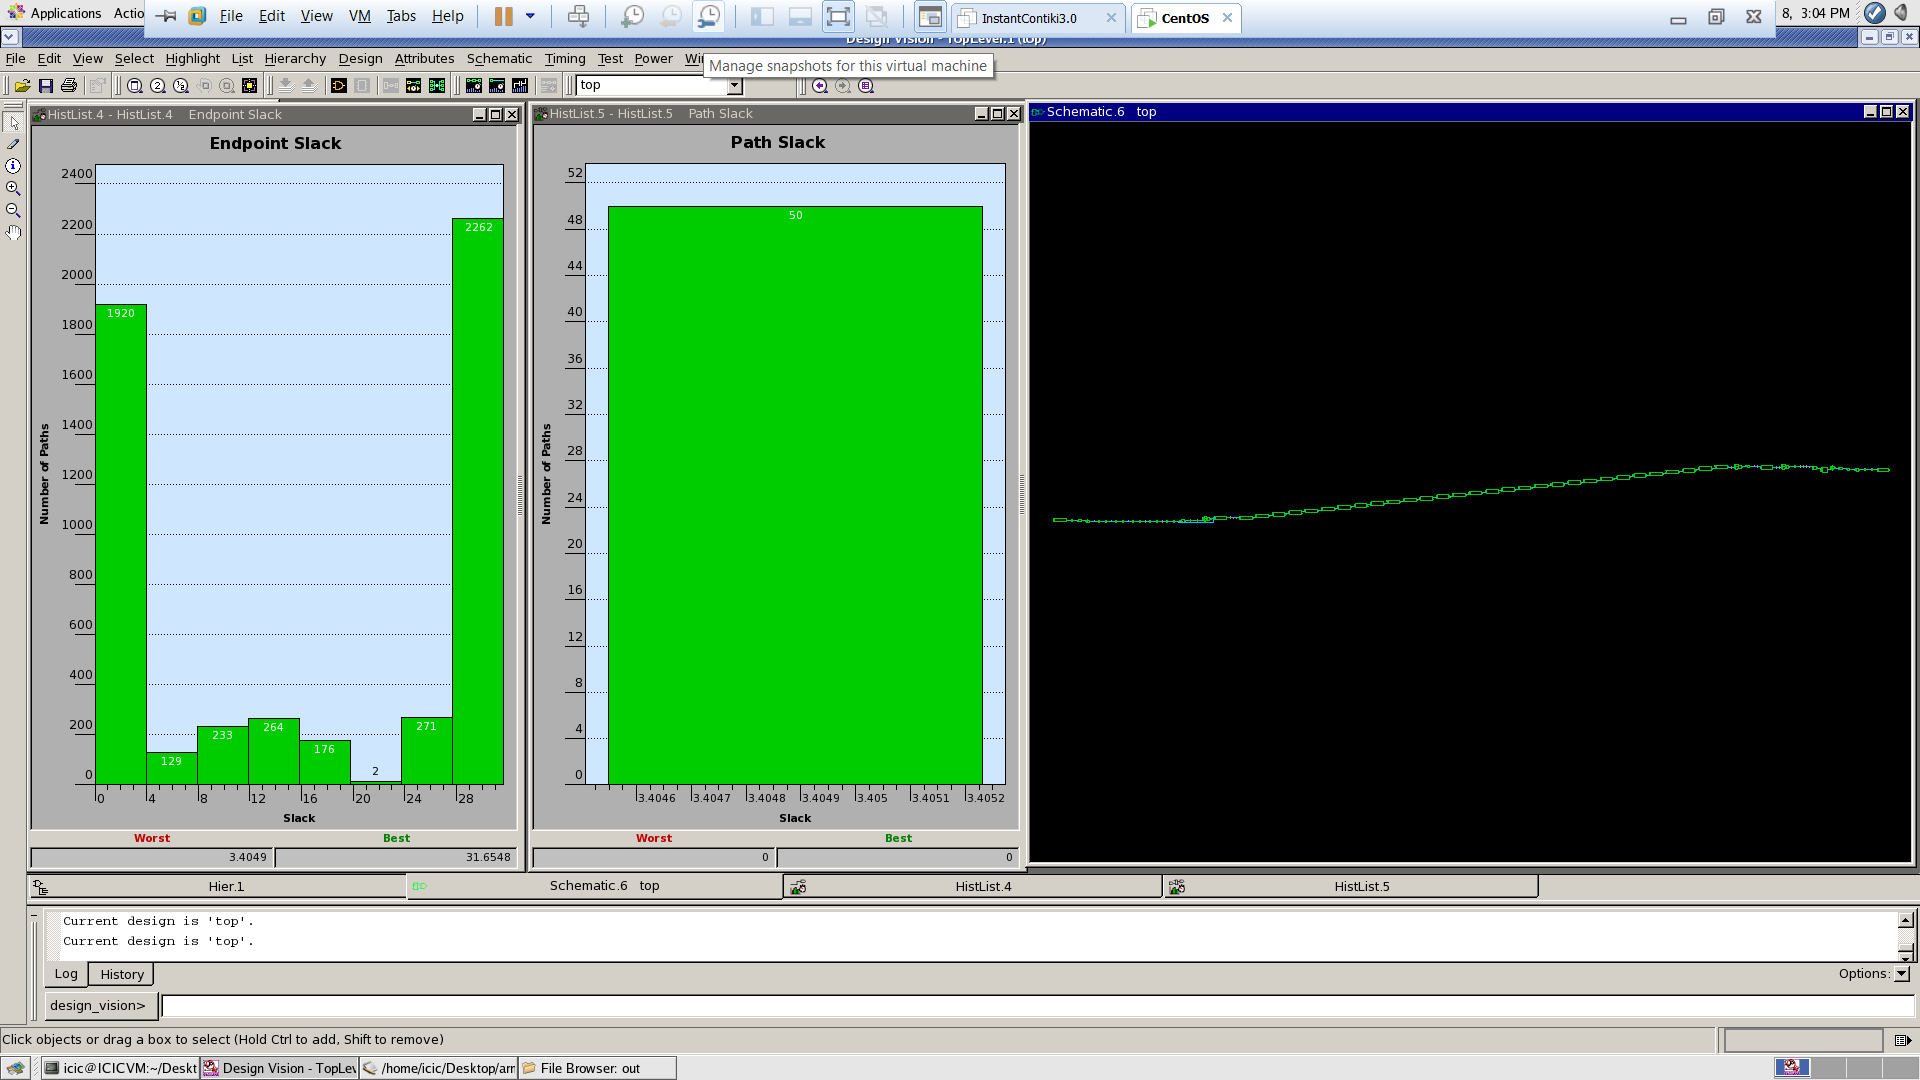 Applications Actio File Edit View VM Tabs Help InstantContiki3.0 CentOS 8, 3:04 PM
Design Vision - TopLevel.1 (top)
File Edit View Select Highlight List Hierarchy Design Attributes Schematic Timing Test Power Wi
Manage snapshots for this virtual machine
top
HistList.4 - HistList.4 Endpoint Slack
Endpoint Slack
2400
2200
2000
1800
1600
1400
1200
1000
800
600
400
200
0
Number of Paths
1920
129
233
264
176
2
271
2262
0 4 8 12 16 20 24 28
Slack
Worst Best
3.4049 31.6548
HistList.5 - HistList.5 Path Slack
Path Slack
52
48
44
40
36
32
28
24
20
16
12
8
4
0
Number of Paths
50
3.4046 3.4047 3.4048 3.4049 3.405 3.4051 3.4052
Slack
Worst Best
0 0
Schematic.6 top
Hier.1 Schematic.6 top HistList.4 HistList.5
Current design is 'top'.
Current design is 'top'.
Log History Options:
design_vision>
Click objects or drag a box to select (Hold Ctrl to add, Shift to remove)
icic@ICICVM:~/Deskt Design Vision - TopLev /home/icic/Desktop/arm File Browser: out